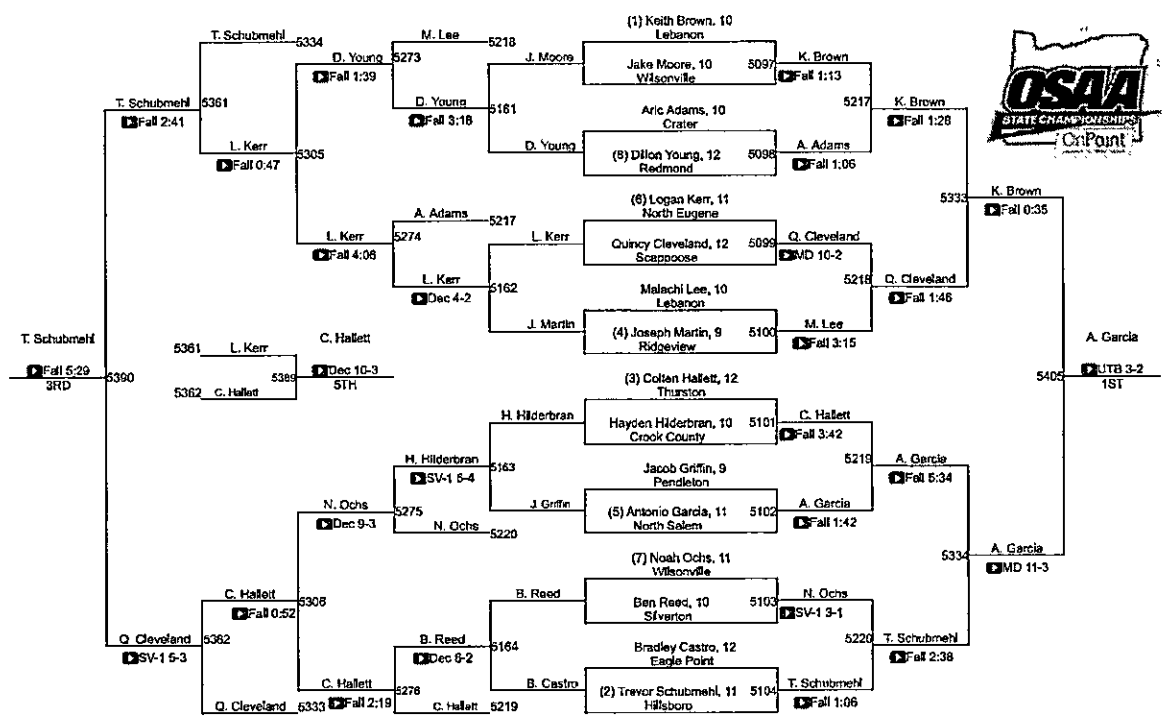 (1) Keith Brown, 10
Lebanon
Jake Moore, 10
Wilsonville
5097
Aric Adams, 10
Crater
(8) Dillon Young, 12
Redmond
5098
(6) Logan Kerr, 11
North Eugene
Quincy Cleveland, 12
Scappoose
5099
Malachi Lee, 10
Lebanon
(4) Joseph Martin, 9
Ridgeview
5100
(3) Colten Hallett, 12
Thurston
Hayden Hilderbran, 10
Crook County
5101
Jacob Griffin, 9
Pendleton
(5) Antonio Garcia, 11
North Salem
5102
(7) Noah Ochs, 11
Wilsonville
Ben Reed, 10
Silverton
5103
Bradley Castro, 12
Eagle Point
(2) Trevor Schubmehl, 11
Hillsboro
5104
K. Brown
Fall 1:13
5217
A. Adams
Fall 1:06
Q. Cleveland
MD 10-2
5218
M. Lee
Fall 3:15
C. Hallett
Fall 3:42
5219
A. Garcia
Fall 1:42
N. Ochs
SV-1 3-1
5220
T. Schubmehl
Fall 1:06
K. Brown
Fall 1:28
5333
Q. Cleveland
Fall 1:46
A. Garcia
Fall 5:34
5334
T. Schubmehl
Fall 2:38
K. Brown
Fall 0:35
5405
A. Garcia
MD 11-3
A. Garcia
UTB 3-2
1ST
J. Moore
5161
D. Young
L. Kerr
5162
J. Martin
H. Hilderbran
5163
J. Griffin
B. Reed
5164
B. Castro
M. Lee
5218
5273
D. Young
Fall 3:18
A. Adams
5217
5274
L. Kerr
Dec 4-2
H. Hilderbran
SV-1 6-4
5275
N. Ochs
5220
B. Reed
Dec 8-2
5276
C. Hallett
5219
D. Young
Fall 1:39
5305
L. Kerr
Fall 4:06
N. Ochs
Dec 9-3
5306
C. Hallett
Fall 2:19
T. Schubmehl
5334
5361
L. Kerr
Fall 0:47
C. Hallett
Fall 0:52
5362
Q. Cleveland
5333
T. Schubmehl
Fall 2:41
5390
Q. Cleveland
SV-1 5-3
T. Schubmehl
Fall 5:29
3RD
5361
L. Kerr
5389
5362
C. Hallett
C. Hallett
Dec 10-3
5TH
OSAA
STATE CHAMPIONSHIPS
OnPoint